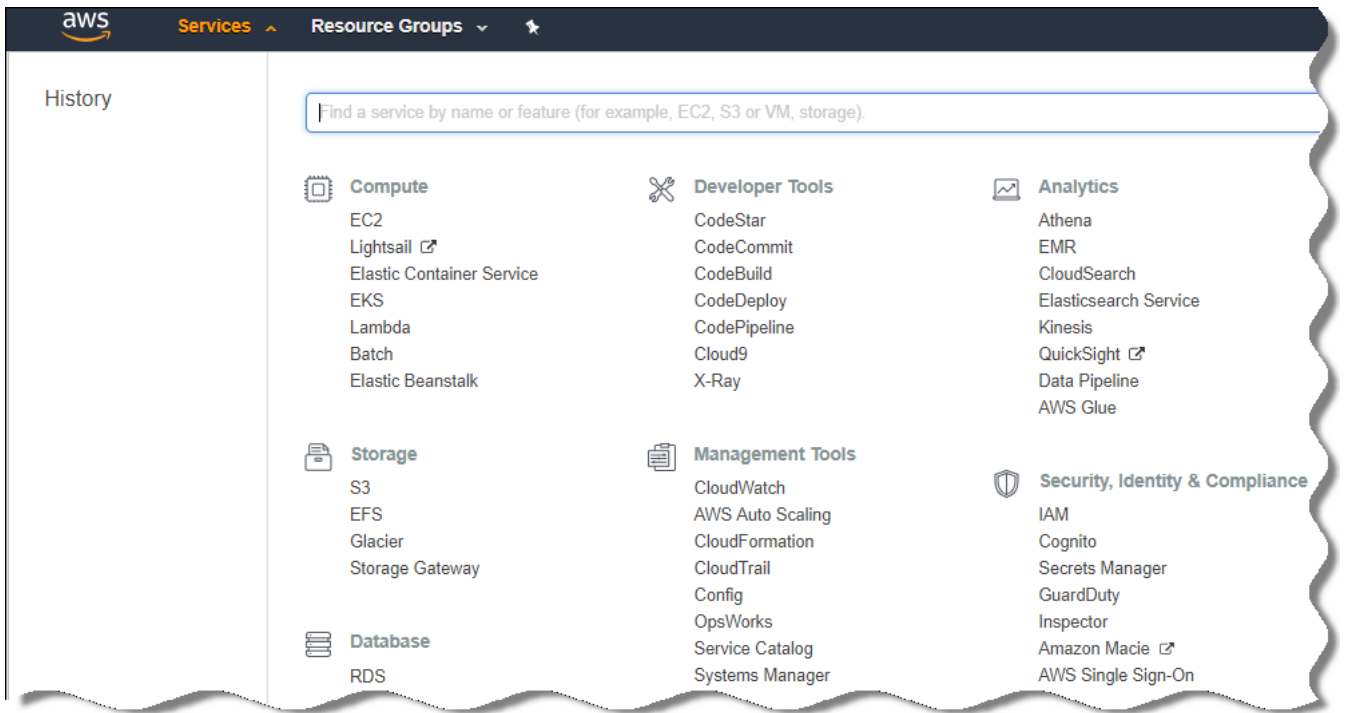 aws Services Resource Groups
History
Find a service by name or feature (for example, EC2, S3 or VM, storage).
Compute
EC2
Lightsail
Elastic Container Service
EKS
Lambda
Batch
Elastic Beanstalk
Storage
S3
EFS
Glacier
Storage Gateway
Database
RDS
Developer Tools
CodeStar
CodeCommit
CodeBuild
CodeDeploy
CodePipeline
Cloud9
X-Ray
Management Tools
CloudWatch
AWS Auto Scaling
CloudFormation
CloudTrail
Config
OpsWorks
Service Catalog
Systems Manager
Analytics
Athena
EMR
CloudSearch
Elasticsearch Service
Kinesis
QuickSight
Data Pipeline
AWS Glue
Security, Identity & Compliance
IAM
Cognito
Secrets Manager
GuardDuty
Inspector
Amazon Macie
AWS Single Sign-On